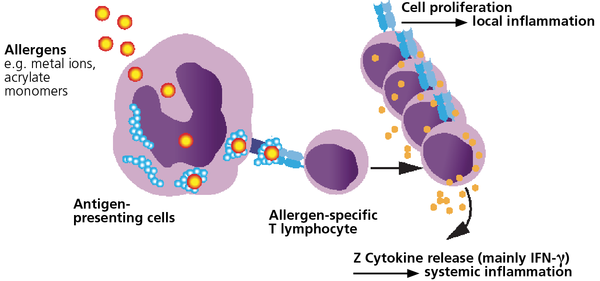 Cell proliferation
local inflammation
Allergens
e.g. metal ions,
acrylate
monomers
Antigen-
presenting cells
Allergen-specific
T lymphocyte
Z Cytokine release (mainly IFN-γ)
systemic inflammation